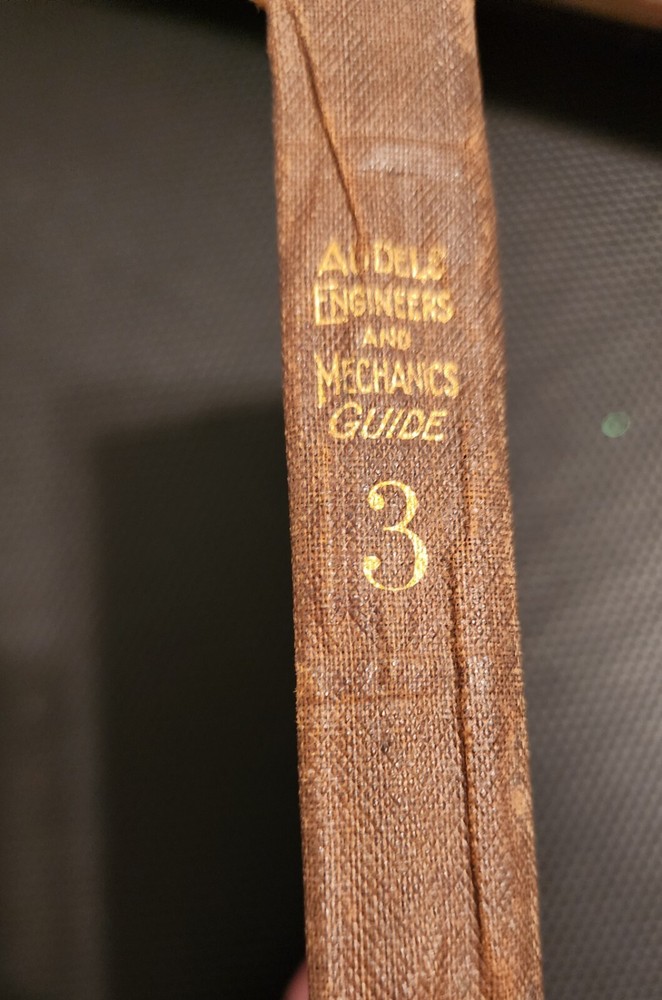 AUDELS
ENGINEERS
AND
MECHANICS
GUIDE
3